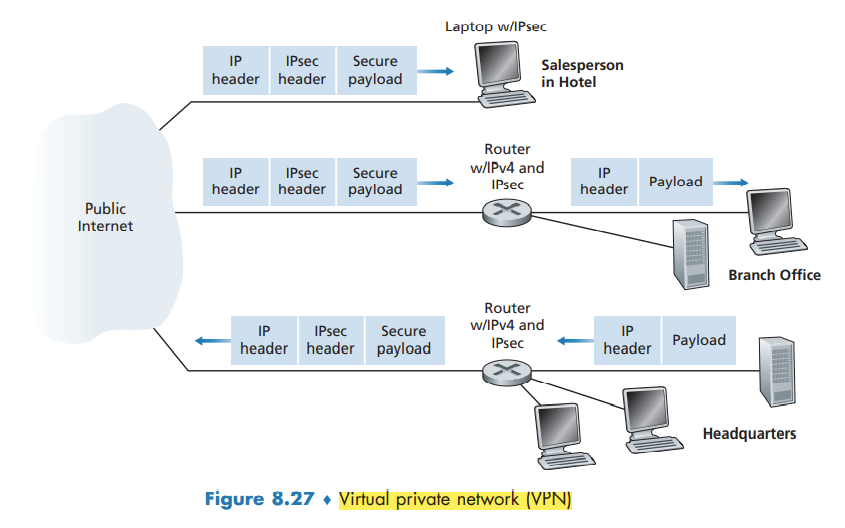 Laptop w/IPsec
IP header
IPsec header
Secure payload
Salesperson
in Hotel
Router
w/IPv4 and
IPsec
IP header
IPsec header
Secure payload
IP header
Payload
Public
Internet
Branch Office
Router
w/IPv4 and
IPsec
IP header
IPsec header
Secure payload
IP header
Payload
Headquarters
Figure 8.27 ♦ Virtual private network (VPN)